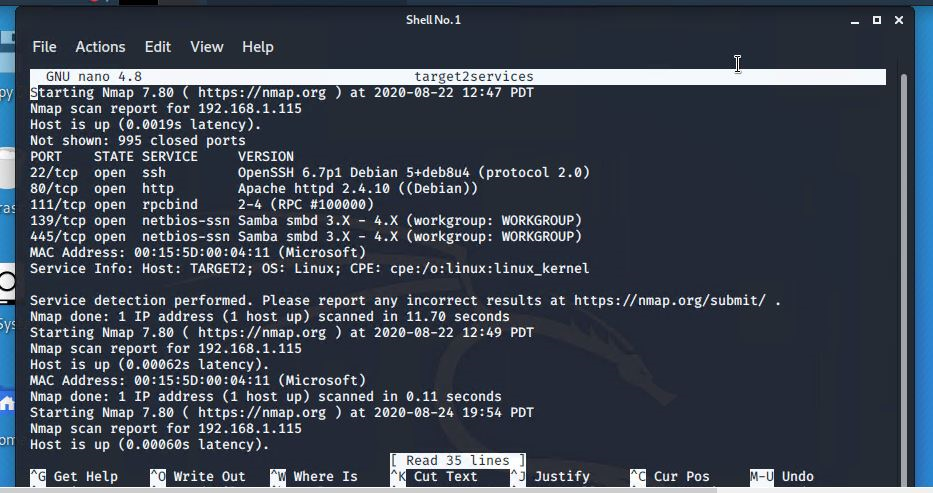 Shell No.1
File Actions Edit View Help
GNU nano 4.8 target2services
Starting Nmap 7.80 ( https://nmap.org ) at 2020-08-22 12:47 PDT
Nmap scan report for 192.168.1.115
Host is up (0.0019s latency).
Not shown: 995 closed ports
PORT STATE SERVICE VERSION
22/tcp open ssh OpenSSH 6.7p1 Debian 5+deb8u4 (protocol 2.0)
80/tcp open http Apache httpd 2.4.10 ((Debian))
111/tcp open rpcbind 2-4 (RPC #100000)
139/tcp open netbios-ssn Samba smbd 3.X - 4.X (workgroup: WORKGROUP)
445/tcp open netbios-ssn Samba smbd 3.X - 4.X (workgroup: WORKGROUP)
MAC Address: 00:15:5D:00:04:11 (Microsoft)
Service Info: Host: TARGET2; OS: Linux; CPE: cpe:/o:linux:linux_kernel
Service detection performed. Please report any incorrect results at https://nmap.org/submit/ .
Nmap done: 1 IP address (1 host up) scanned in 11.70 seconds
Starting Nmap 7.80 ( https://nmap.org ) at 2020-08-22 12:49 PDT
Nmap scan report for 192.168.1.115
Host is up (0.00062s latency).
MAC Address: 00:15:5D:00:04:11 (Microsoft)
Nmap done: 1 IP address (1 host up) scanned in 0.11 seconds
Starting Nmap 7.80 ( https://nmap.org ) at 2020-08-24 19:54 PDT
Nmap scan report for 192.168.1.115
Host is up (0.00060s latency).
[ Read 35 lines ]
^G Get Help ^O Write Out ^W Where Is ^K Cut Text ^J Justify ^C Cur Pos M-U Undo